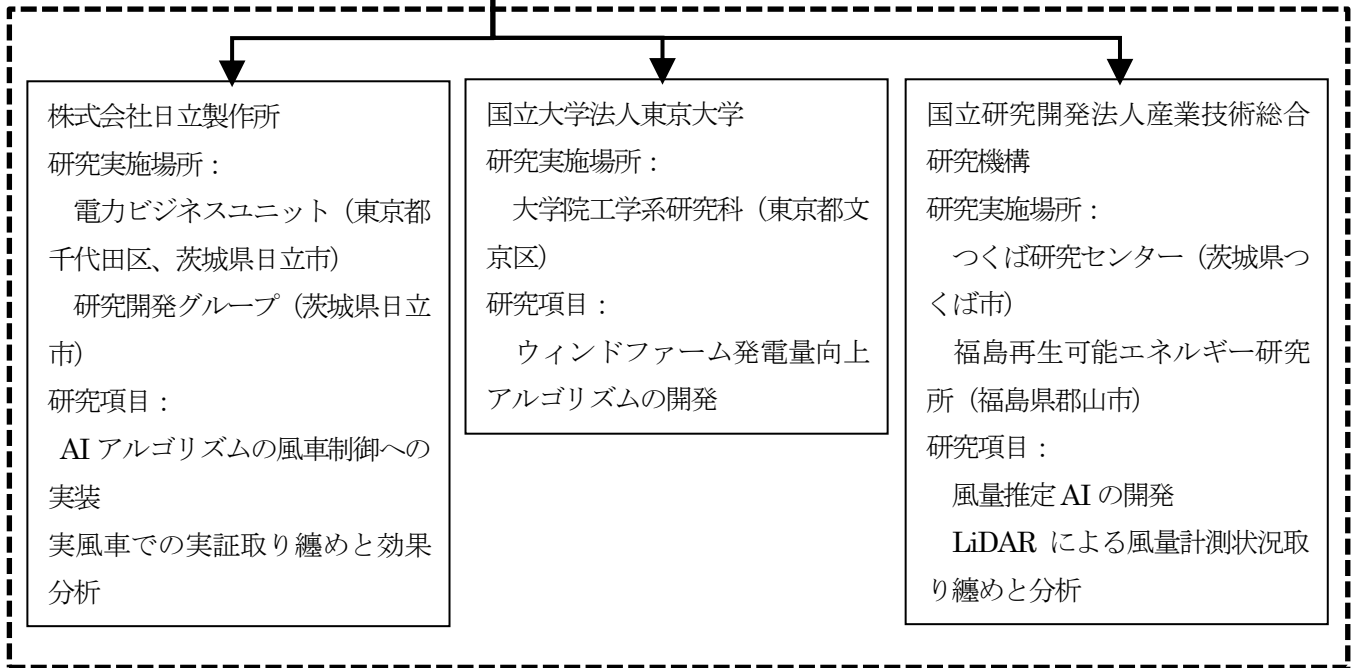 株式会社日立製作所
研究実施場所：
電力ビジネスユニット（東京都
千代田区、茨城県日立市）
研究開発グループ（茨城県日立
市）
研究項目：
AI アルゴリズムの風車制御への
実装
実風車での実証取り纏めと効果
分析
国立大学法人東京大学
研究実施場所：
大学院工学系研究科（東京都文
京区）
研究項目：
ウィンドファーム発電量向上
アルゴリズムの開発
国立研究開発法人産業技術総合
研究機構
研究実施場所：
つくば研究センター（茨城県つ
くば市）
福島再生可能エネルギー研究
所（福島県郡山市）
研究項目：
風量推定 AI の開発
LiDAR による風量計測状況取
り纏めと分析